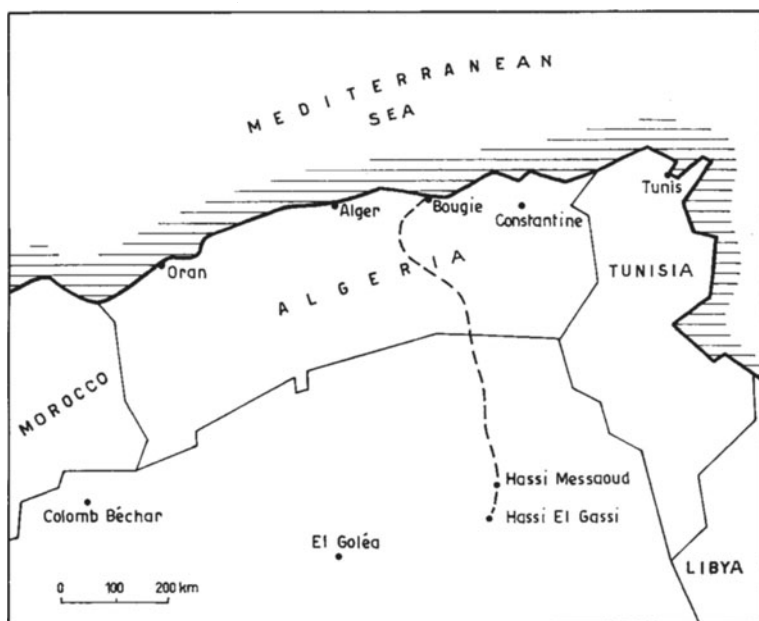 MEDITERRANEAN
SEA
Tunis
Alger
Bougie
Constantine
Oran
ALGERIA
TUNISIA
MOROCCO
Hassi Messaoud
Colomb Béchar
Hassi El Gassi
El Goléa
LIBYA
0 100 200 km